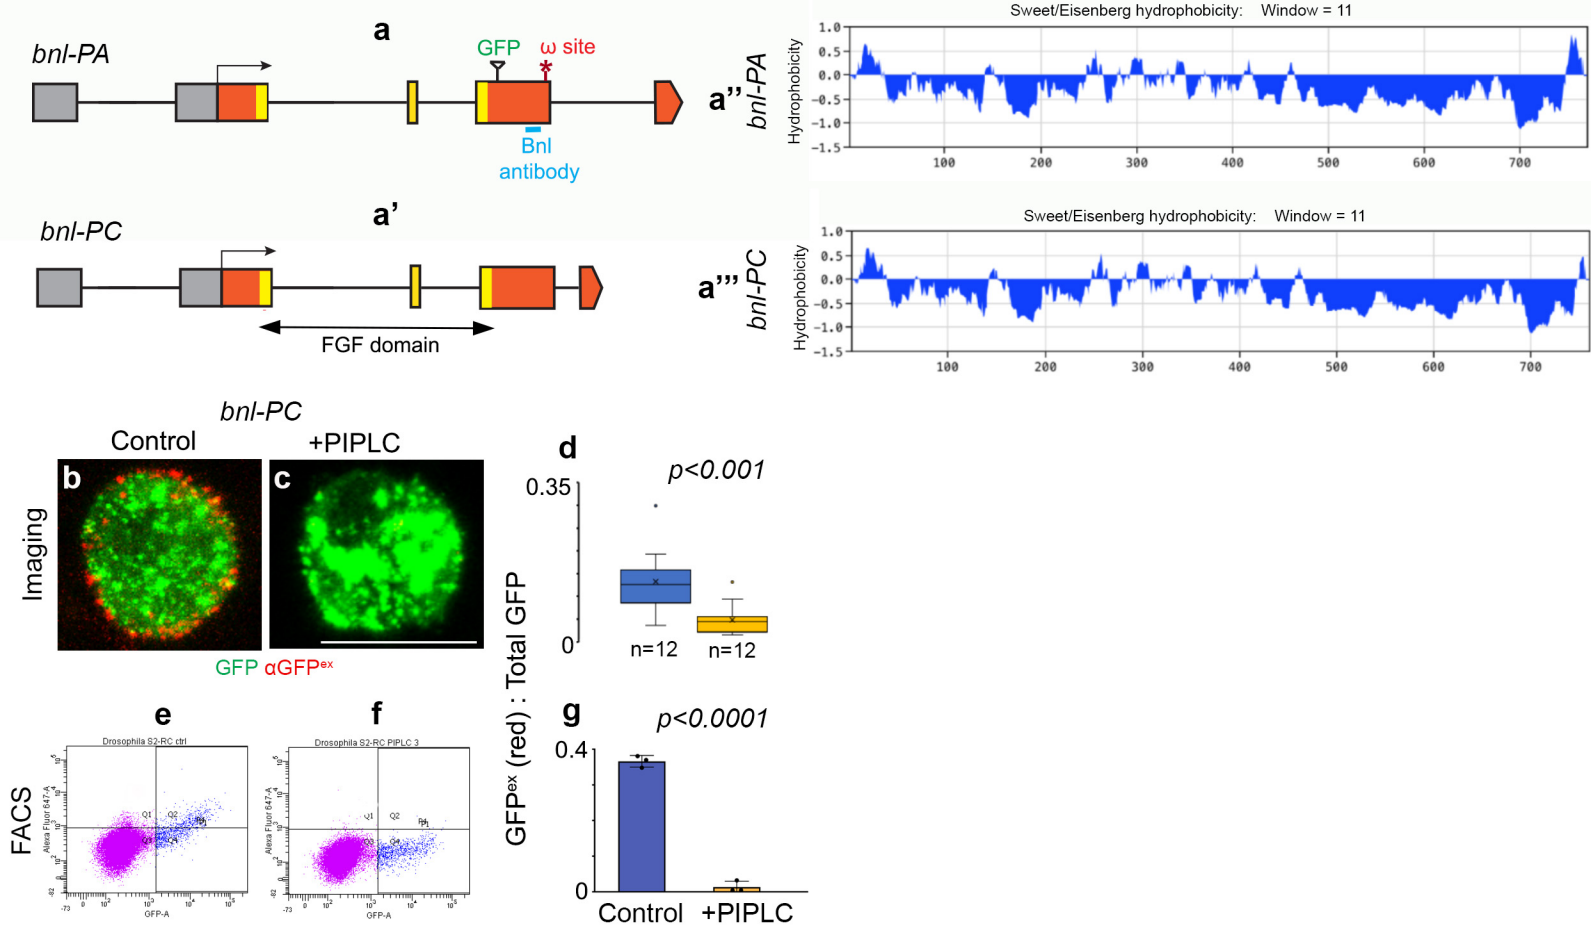 a
bnl-PA
GFP
ω site
*
Bnl
antibody
a'
bnl-PC
FGF domain
a''
bnl-PA
Sweet/Eisenberg hydrophobicity: Window = 11
Hydrophobicity
1.0
0.5
0.0
-0.5
-1.0
-1.5
100 200 300 400 500 600 700
a'''
bnl-PC
Sweet/Eisenberg hydrophobicity: Window = 11
Hydrophobicity
1.0
0.5
0.0
-0.5
-1.0
-1.5
100 200 300 400 500 600 700
bnl-PC
Control +PIPLC
Imaging
b
c
GFP αGFPex
d
p<0.001
0.35
0
n=12 n=12
GFPex (red) : Total GFP
FACS
e
Drosophila S2-RC ctrl
Alexa Fluor 647-A
Q1 Q2
GFP-A
f
Drosophila S2-RC PIPLC 3
Alexa Fluor 647-A
Q1 Q2
GFP-A
g
p<0.0001
0.4
0
Control +PIPLC